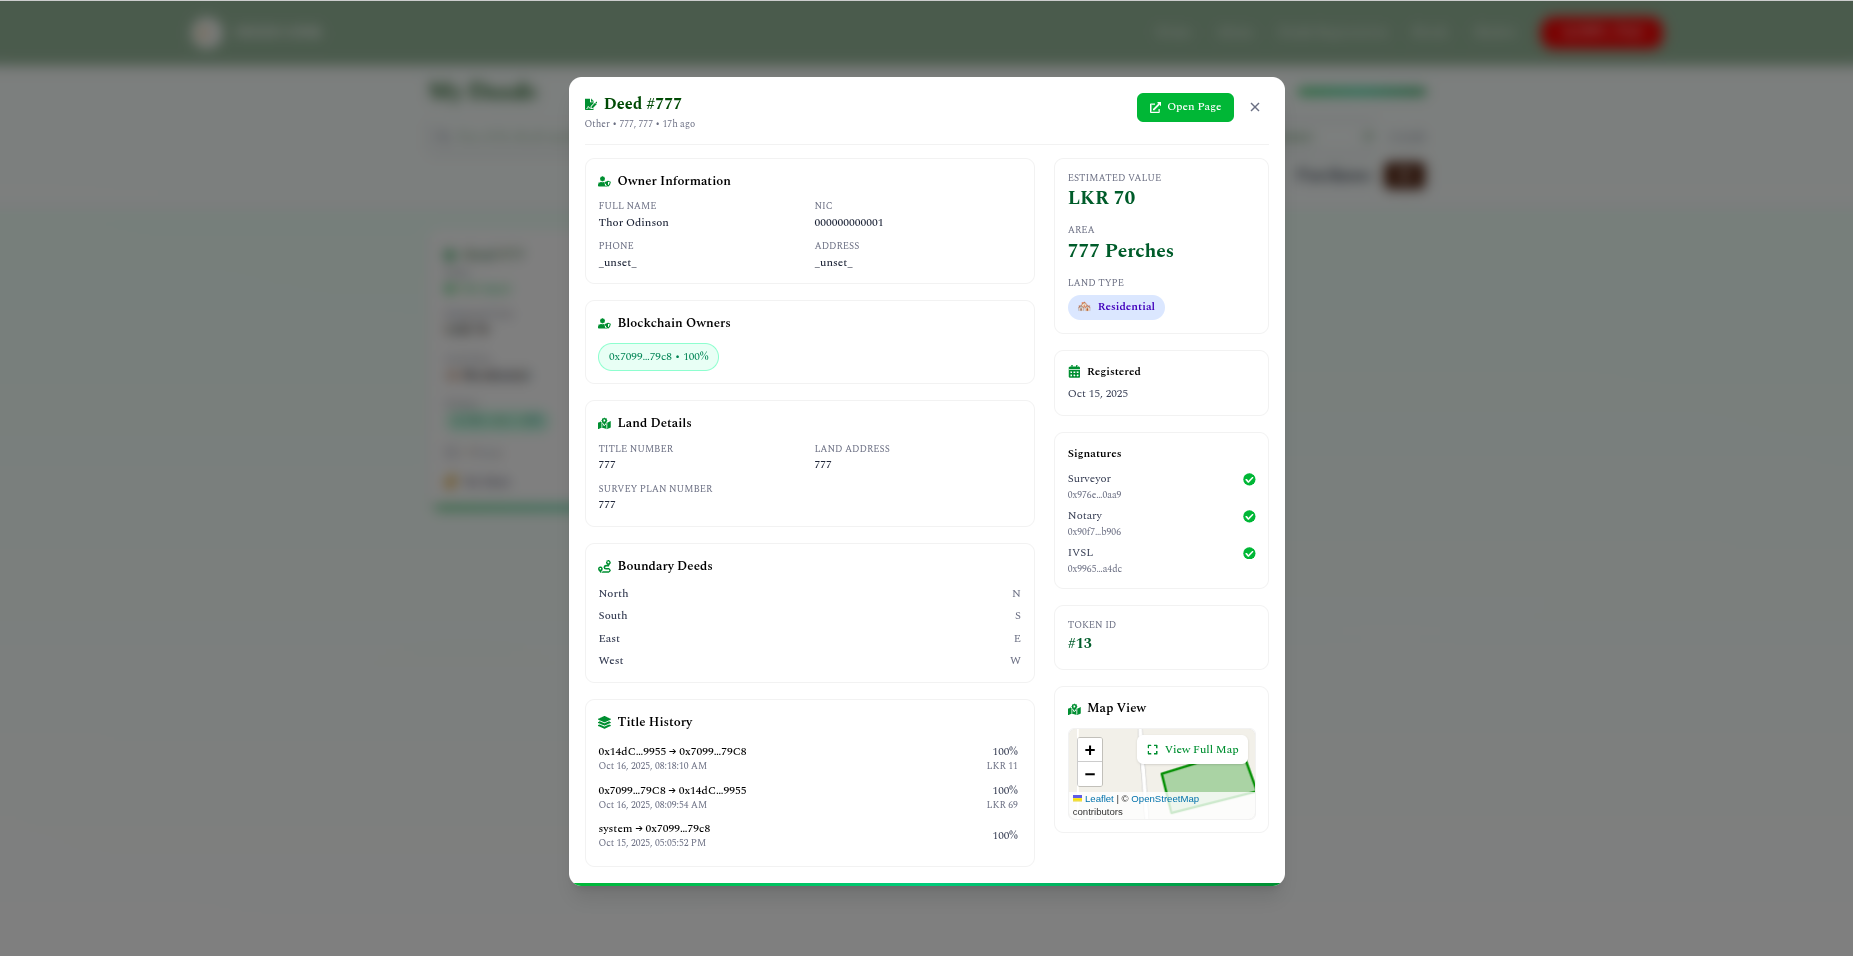 Deed #777
Other • 777, 777 • 17h ago
Open Page
Owner Information
FULL NAME
Thor Odinson
NIC
000000000001
PHONE
_unset_
ADDRESS
_unset_
Blockchain Owners
0x7099...79c8 • 100%
Land Details
TITLE NUMBER
777
LAND ADDRESS
777
SURVEY PLAN NUMBER
777
Boundary Deeds
North N
South S
East E
West W
Title History
0x14dC...9955 → 0x7099...79C8 100%
Oct 16, 2025, 08:18:10 AM LKR 11
0x7099...79C8 → 0x14dC...9955 100%
Oct 16, 2025, 08:09:54 AM LKR 69
system → 0x7099...79c8 100%
Oct 15, 2025, 05:05:52 PM
ESTIMATED VALUE
LKR 70
AREA
777 Perches
LAND TYPE
Residential
Registered
Oct 15, 2025
Signatures
Surveyor
0x976e...0aa9
Notary
0x90f7...b906
IVSL
0x9965...a4dc
TOKEN ID
#13
Map View
+
−
View Full Map
Leaflet | © OpenStreetMap
contributors
My Deeds